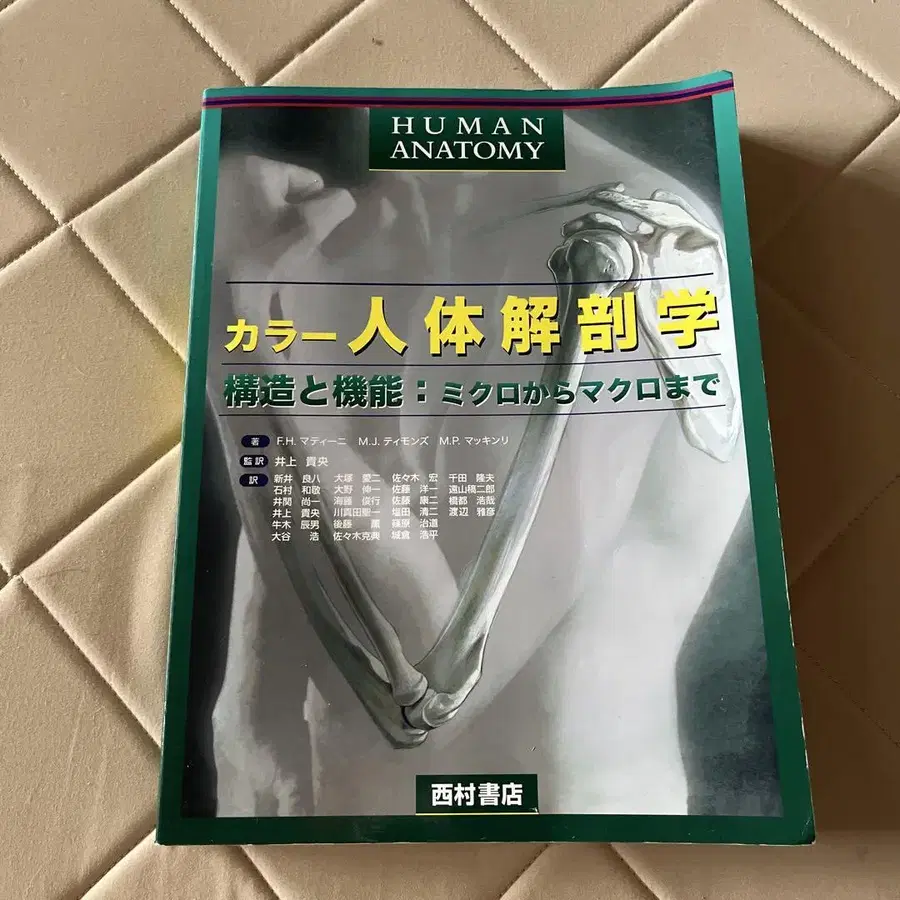 HUMAN
ANATOMY
カラー人体解剖学
構造と機能：ミクロからマクロまで
著 F.H. マティーニ M.J. ティモンズ M.P. マッキンリ
監訳 井上 貴央
訳 新井 良八 大塚 愛二 佐々木 宏 千田 隆夫
石村 和敬 大野 伸一 佐藤 洋一 遠山稿二郎
井関 尚一 海藤 俊行 佐藤 康二 橋都 浩哉
井上 貴央 川真田聖一 塩田 清二 渡辺 雅彦
牛木 辰男 後藤 薫 篠原 治道
大谷 浩 佐々木克典 城倉 浩平
西村書店